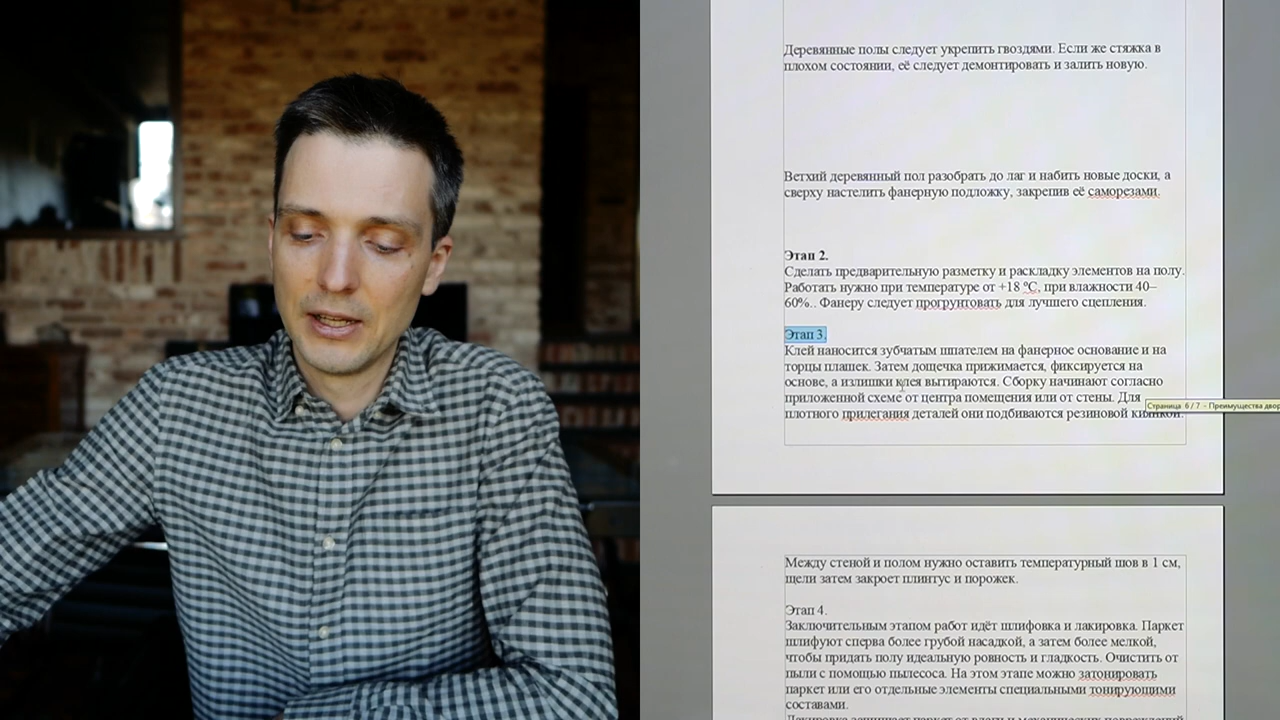 Деревянные полы следует укрепить гвоздями. Если же стяжка в
плохом состоянии, её следует демонтировать и залить новую.
Ветхий деревянный пол разобрать до лаг и набить новые доски, а
сверху настелить фанерную подложку, закрепив её саморезами.
Этап 2.
Сделать предварительную разметку и раскладку элементов на полу.
Работать нужно при температуре от +18 °С, при влажности 40–
60%.. Фанеру следует прогрунтовать для лучшего сцепления.
Этап 3.
Клей наносится зубчатым шпателем на фанерное основание и на
торцы плашек. Затем дощечка прижимается, фиксируется на
основе, а излишки клея вытираются. Сборку начинают согласно
приложенной схеме от центра помещения или от стены. Для
Страница 6 / 7 - Преимущества
плотного прилегания деталей они подбиваются резиновой киянкой.
Между стеной и полом нужно оставить температурный шов в 1 см,
щели затем закроет плинтус и порожек.
Этап 4.
Заключительным этапом работ идёт шлифовка и лакировка. Паркет
шлифуют сперва более грубой насадкой, а затем более мелкой,
чтобы придать полу идеальную ровность и гладкость. Очистить от
пыли с помощью пылесоса. На этом этапе можно затонировать
паркет или его отдельные элементы специальными тонирующими
составами.
Лакировка защищает паркет от влаги и механических повреждений